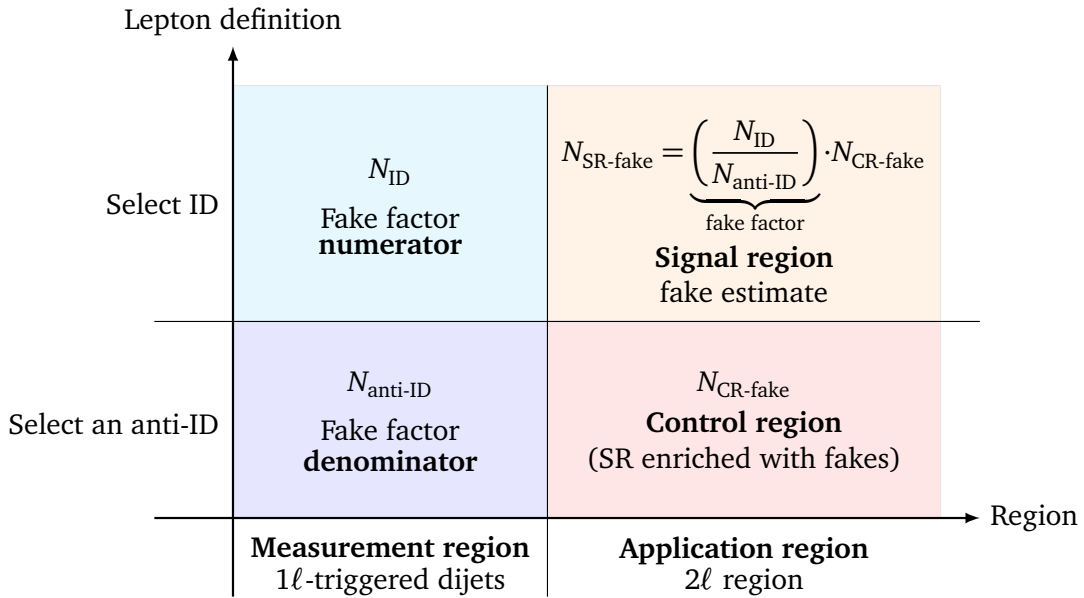 Lepton definition
Select ID
N_ID
Fake factor
numerator
N_SR-fake = (N_ID / N_anti-ID) · N_CR-fake
fake factor
Signal region
fake estimate
Select an anti-ID
N_anti-ID
Fake factor
denominator
N_CR-fake
Control region
(SR enriched with fakes)
Region
Measurement region
1ℓ-triggered dijets
Application region
2ℓ region